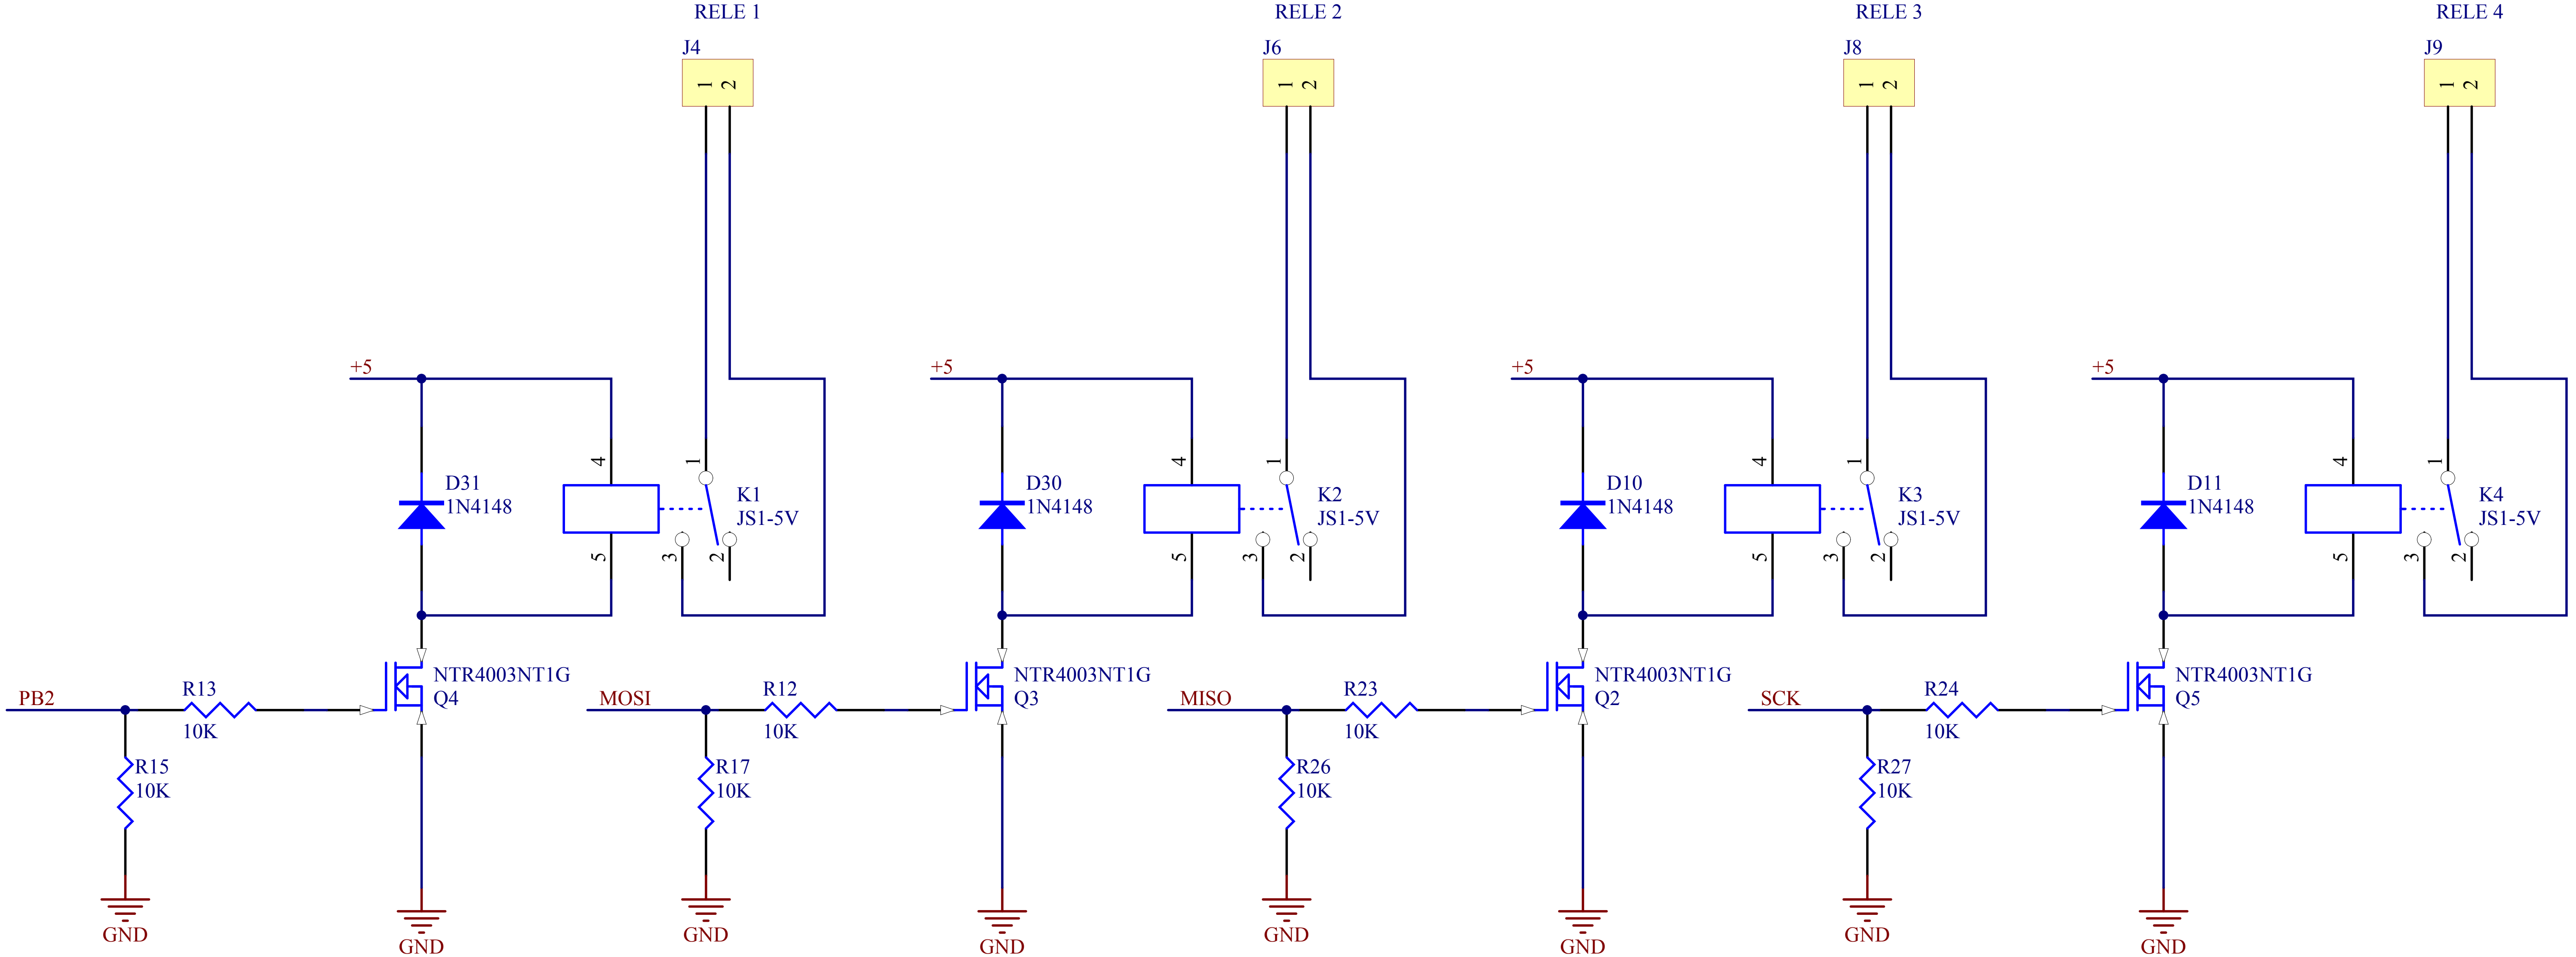 RELE 1
J4
1
2
+5
D31
1N4148
4
5
1
3
2
K1
JS1-5V
NTR4003NT1G
Q4
PB2
R13
10K
R15
10K
GND
GND
RELE 2
J6
1
2
+5
D30
1N4148
4
5
1
3
2
K2
JS1-5V
NTR4003NT1G
Q3
MOSI
R12
10K
R17
10K
GND
GND
RELE 3
J8
1
2
+5
D10
1N4148
4
5
1
3
2
K3
JS1-5V
NTR4003NT1G
Q2
MISO
R23
10K
R26
10K
GND
GND
RELE 4
J9
1
2
+5
D11
1N4148
4
5
1
3
2
K4
JS1-5V
NTR4003NT1G
Q5
SCK
R24
10K
R27
10K
GND
GND